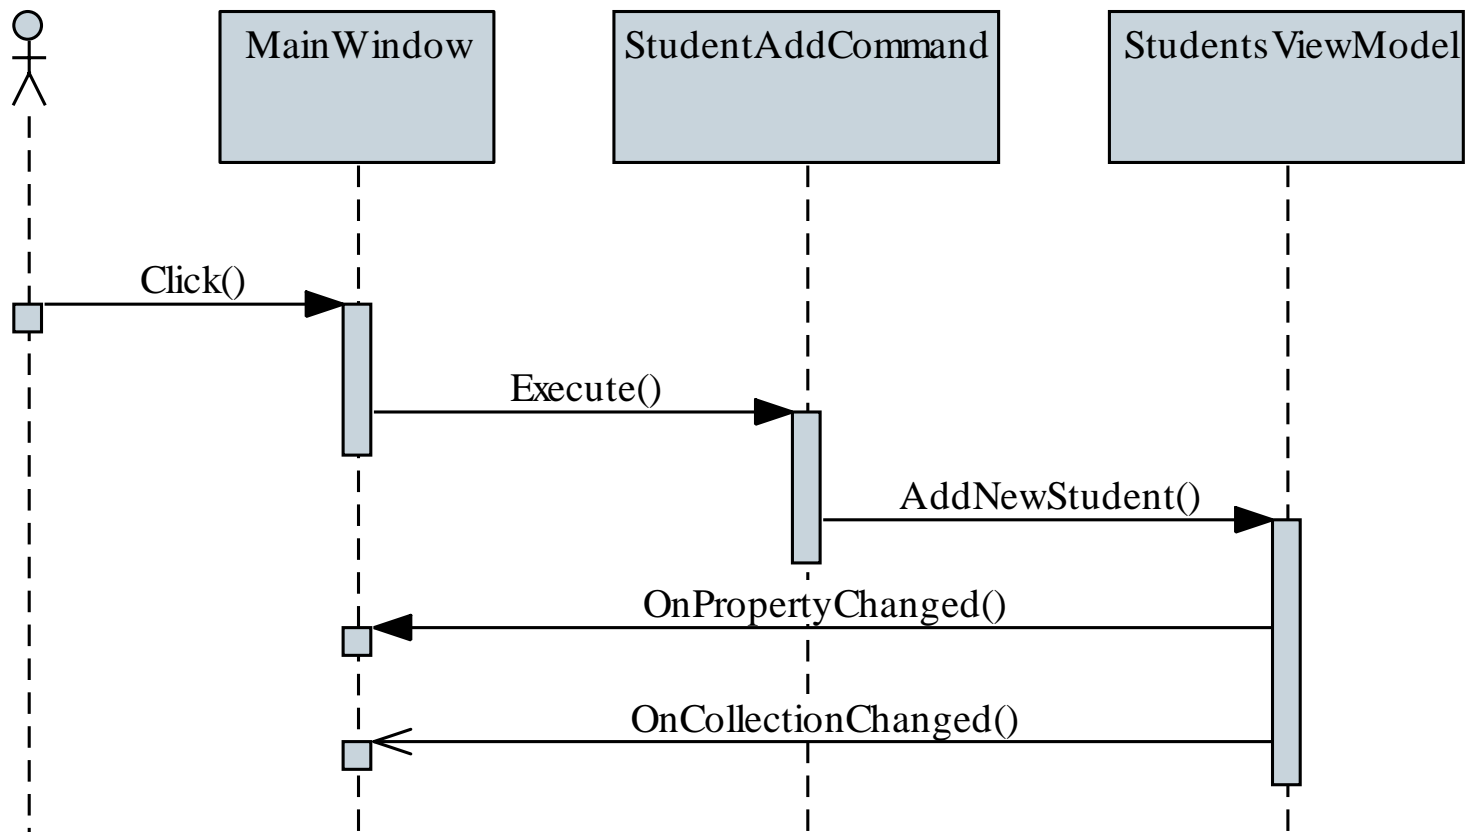 MainWindow
StudentAddCommand
StudentsViewModel
Click()
Execute()
AddNewStudent()
OnPropertyChanged()
OnCollectionChanged()